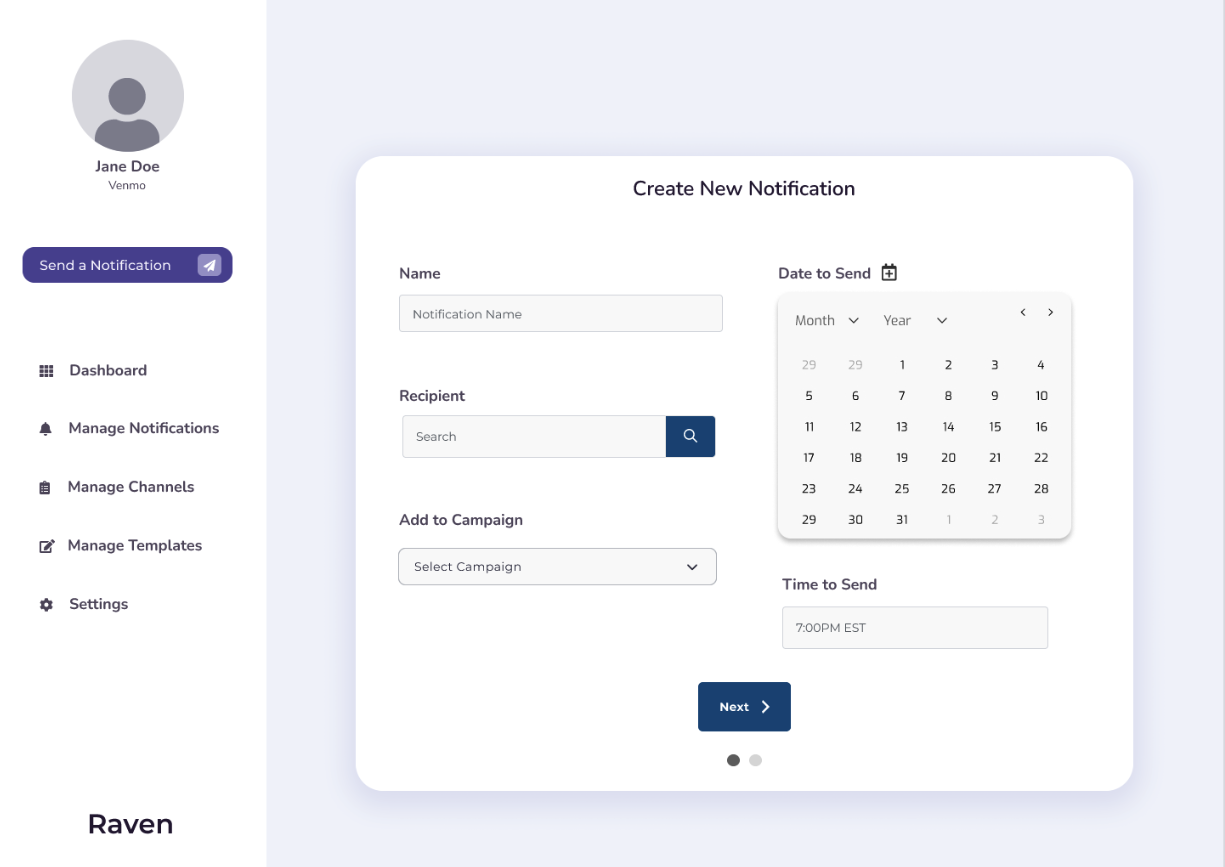 Jane Doe
Venmo
Send a Notification
Dashboard
Manage Notifications
Manage Channels
Manage Templates
Settings
Raven
Create New Notification
Name
Notification Name
Recipient
Search
Add to Campaign
Select Campaign
Date to Send
Month Year
29 29 1 2 3 4
5 6 7 8 9 10
11 12 13 14 15 16
17 18 19 20 21 22
23 24 25 26 27 28
29 30 31 1 2 3
Time to Send
7:00PM EST
Next